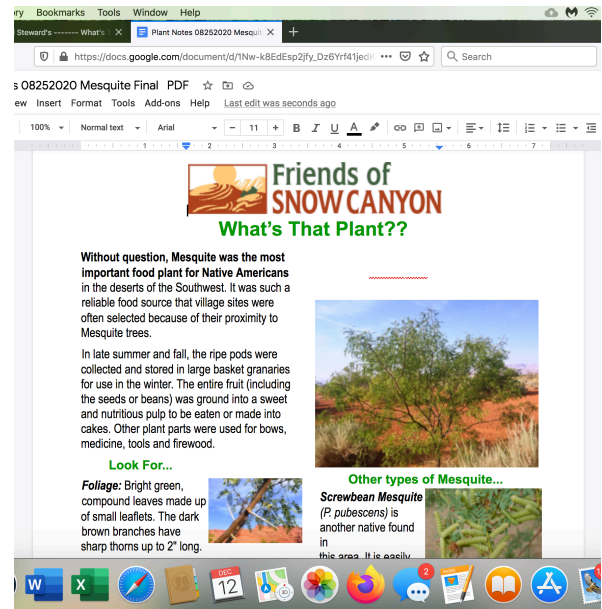 ry Bookmarks Tools Window Help
Steward's ------- What's
Plant Notes 08252020 Mesquit
https://docs.google.com/document/d/1Nw-k8EdEsp2jfy_Dz6Yrf41jedK
Search
s 08252020 Mesquite Final PDF
ew Insert Format Tools Add-ons Help Last edit was seconds ago
100% Normal text Arial - 11 + B I U A
1 2 3 4 5 6 7
Friends of
SNOW CANYON
What's That Plant??
Without question, Mesquite was the most
important food plant for Native Americans
in the deserts of the Southwest. It was such a
reliable food source that village sites were
often selected because of their proximity to
Mesquite trees.
In late summer and fall, the ripe pods were
collected and stored in large basket granaries
for use in the winter. The entire fruit (including
the seeds or beans) was ground into a sweet
and nutritious pulp to be eaten or made into
cakes. Other plant parts were used for bows,
medicine, tools and firewood.
Look For...
Foliage: Bright green,
compound leaves made up
of small leaflets. The dark
brown branches have
sharp thorns up to 2" long.
Other types of Mesquite...
Screwbean Mesquite
(P. pubescens) is
another native found
in
this area. It is easily
W
X
DEC
12
2